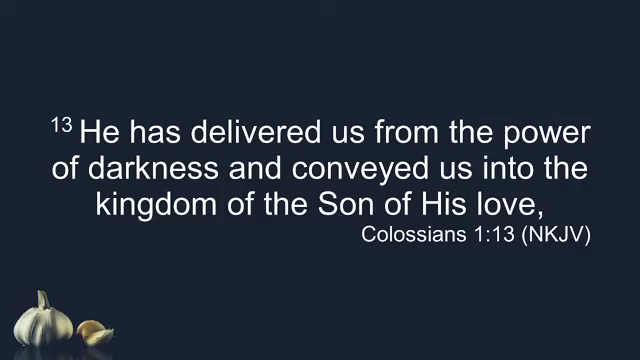 13 He has delivered us from the power
of darkness and conveyed us into the
kingdom of the Son of His love,
Colossians 1:13 (NKJV)